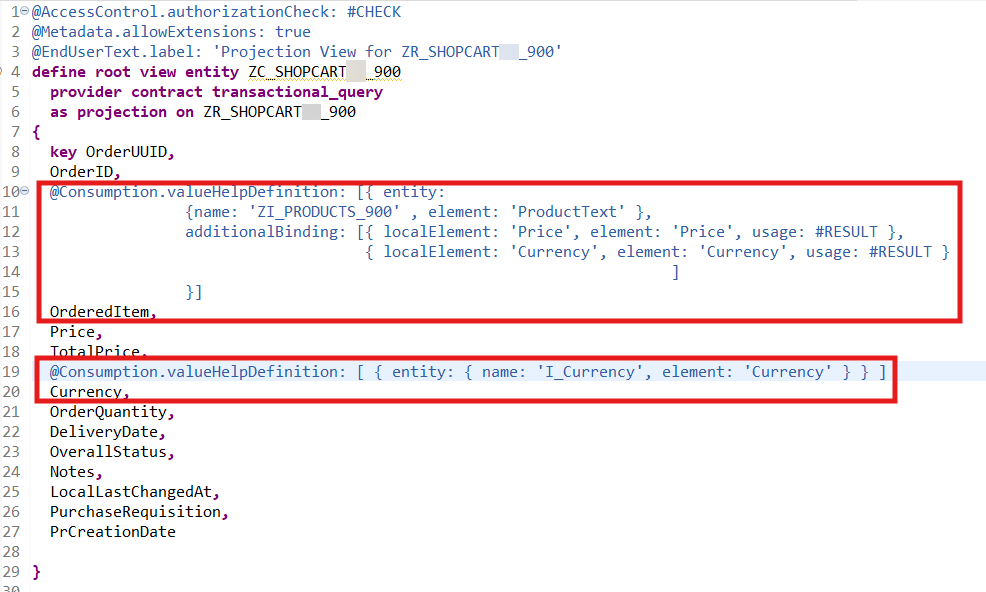 1 @AccessControl.authorizationCheck: #CHECK
2 @Metadata.allowExtensions: true
3 @EndUserText.label: 'Projection View for ZR_SHOPCART _900'
4 define root view entity ZC_SHOPCART _900
5 provider contract transactional_query
6 as projection on ZR_SHOPCART _900
7 {
8 key OrderUUID,
9 OrderID,
10 @Consumption.valueHelpDefinition: [{ entity:
11 {name: 'ZI_PRODUCTS_900' , element: 'ProductText' },
12 additionalBinding: [{ localElement: 'Price', element: 'Price', usage: #RESULT },
13 { localElement: 'Currency', element: 'Currency', usage: #RESULT }
14 ]
15 }]
16 OrderedItem,
17 Price,
18 TotalPrice,
19 @Consumption.valueHelpDefinition: [ { entity: { name: 'I_Currency', element: 'Currency' } } ]
20 Currency,
21 OrderQuantity,
22 DeliveryDate,
23 OverallStatus,
24 Notes,
25 LocalLastChangedAt,
26 PurchaseRequisition,
27 PrCreationDate
28
29 }
30